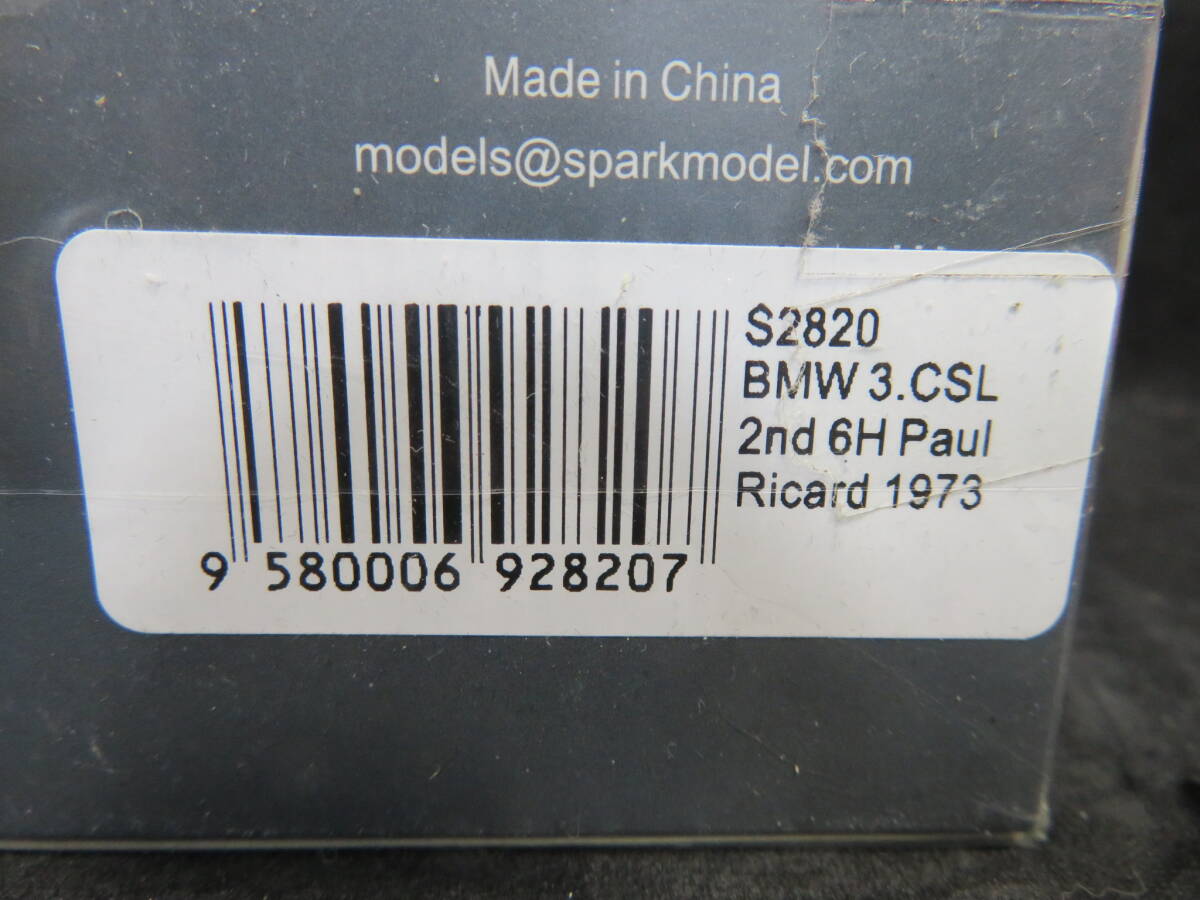 Made in China
models@sparkmodel.com
S2820
BMW 3.CSL
2nd 6H Paul
Ricard 1973
9 580006 928207